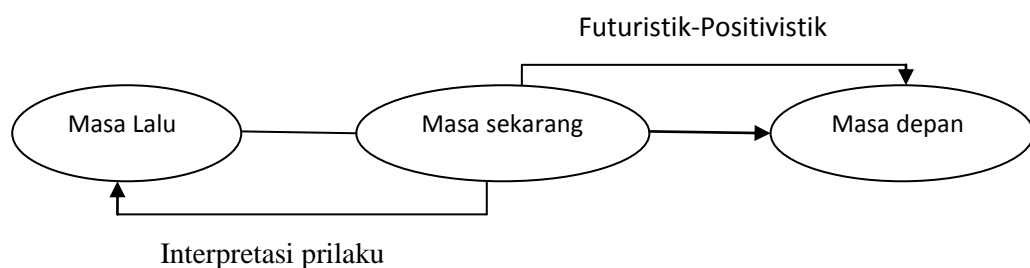 Futuristik-Positivistik
Masa Lalu
Masa sekarang
Masa depan
Interpretasi prilaku